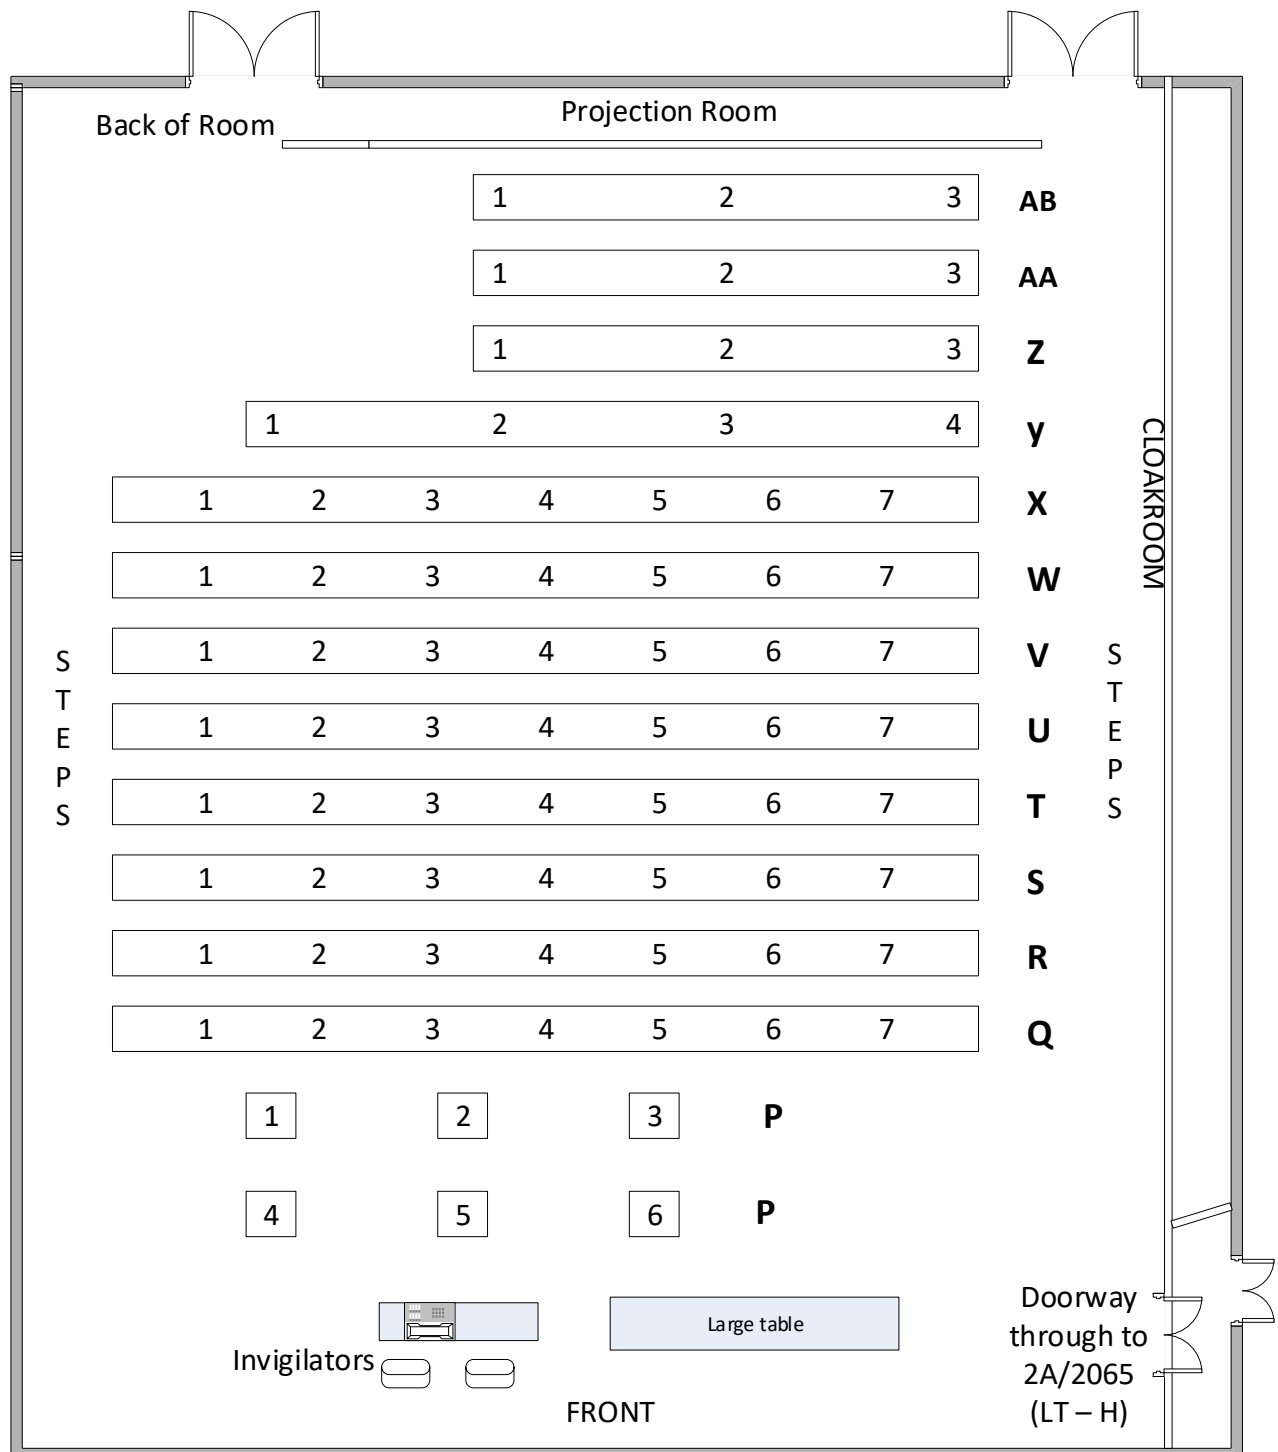 Back of Room
Projection Room
1 2 3 AB
1 2 3 AA
1 2 3 Z
1 2 3 4 y
1 2 3 4 5 6 7 X
1 2 3 4 5 6 7 W
1 2 3 4 5 6 7 V
1 2 3 4 5 6 7 U
1 2 3 4 5 6 7 T
1 2 3 4 5 6 7 S
1 2 3 4 5 6 7 R
1 2 3 4 5 6 7 Q
1 2 3 P
4 5 6 P
STEPS
STEPS
CLOAKROOM
Large table
Invigilators
FRONT
Doorway
through to
2A/2065
(LT – H)